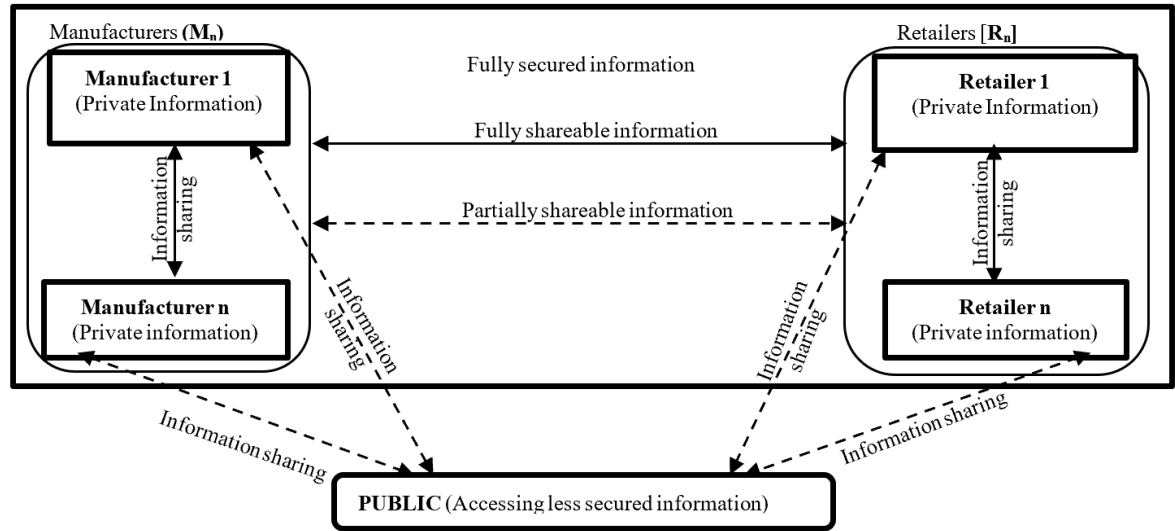 Manufacturers (Mₙ)
Retailers [Rₙ]
Manufacturer 1
(Private Information)
Fully secured information
Retailer 1
(Private Information)
Fully shareable information
Information
sharing
Information
sharing
Partially shareable information
Manufacturer n
(Private information)
Information
sharing
Information
sharing
Retailer n
(Private information)
Information sharing
Information sharing
PUBLIC (Accessing less secured information)